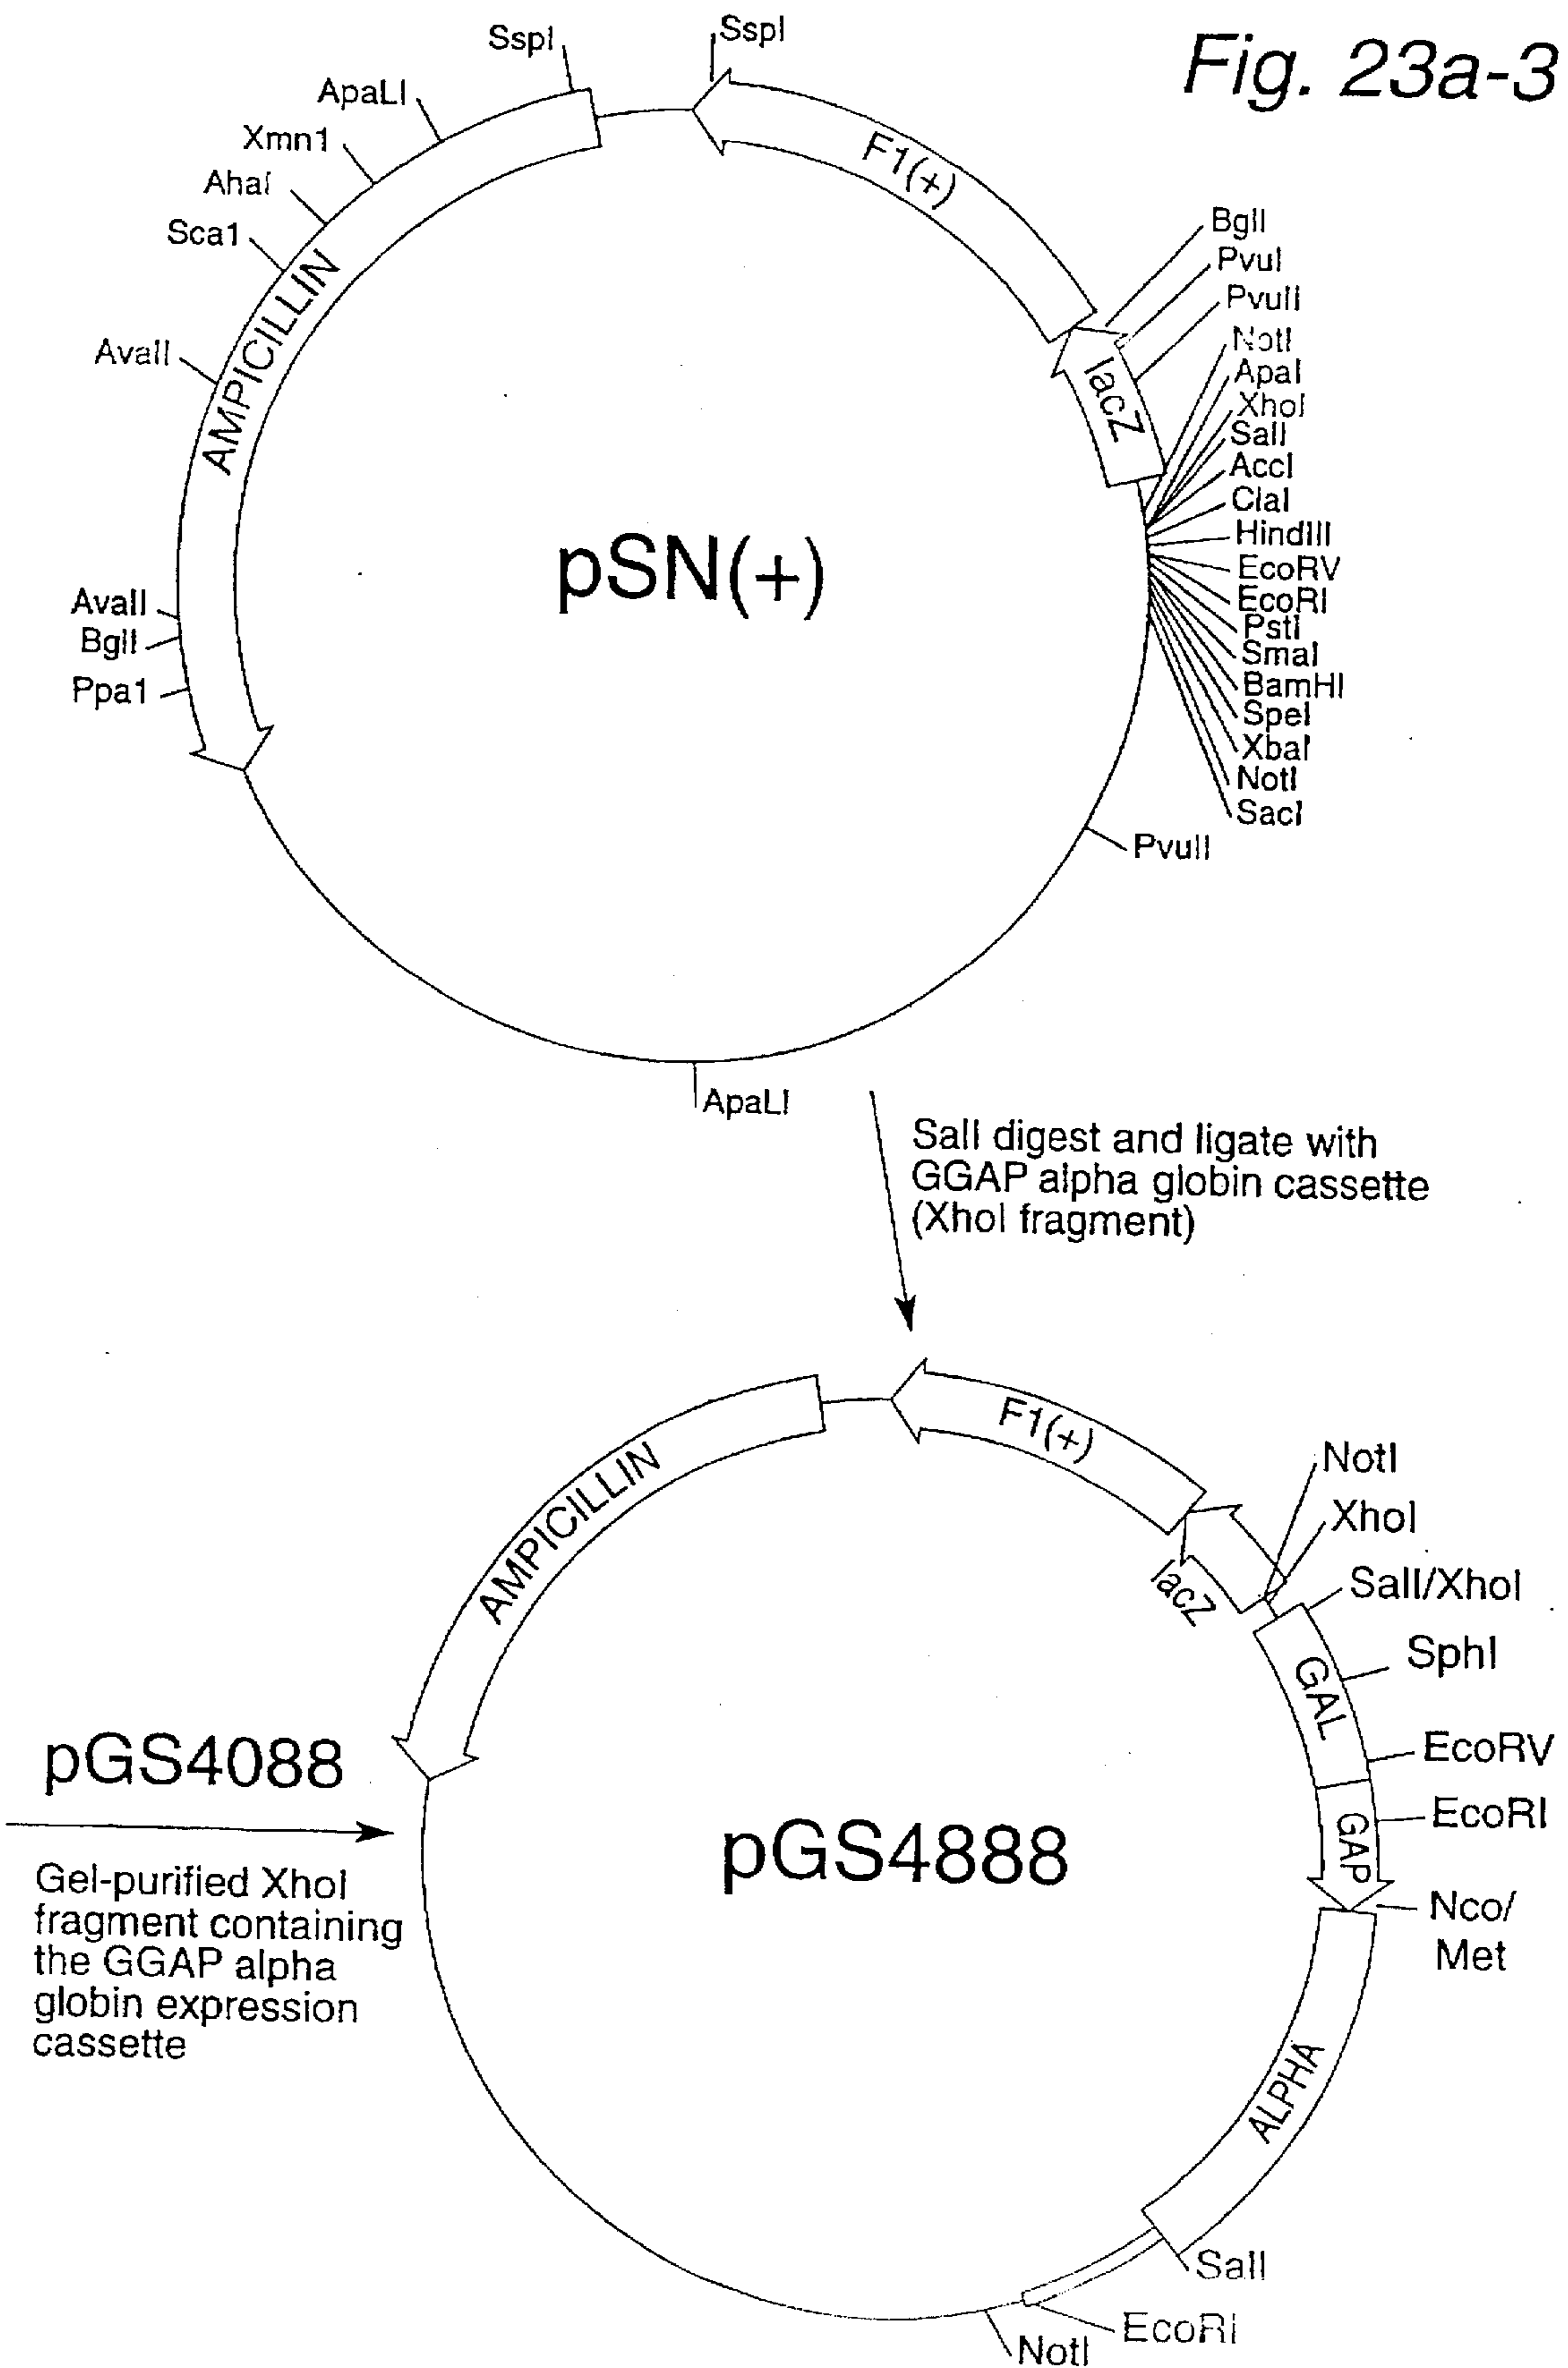 Fig. 23a-3
SspI
SspI
ApaLI
Xmn1
AhaI
Sca1
AvaII
AvaII
BglI
Ppa1
AMPICILLIN
F1(+)
lacZ
pSN(+)
BglI
PvuI
PvuII
NotI
ApaI
XhoI
SalI
AccI
ClaI
HindIII
EcoRV
EcoRI
PstI
SmaI
BamHI
SpeI
XbaI
NotI
SacI
PvuII
ApaLI
SalI digest and ligate with
GGAP alpha globin cassette
(XhoI fragment)
pGS4088
Gel-purified XhoI
fragment containing
the GGAP alpha
globin expression
cassette
AMPICILLIN
F1(+)
lacZ
pGS4888
NotI
XhoI
SalI/XhoI
SphI
GAL
EcoRV
EcoRI
GAP
Nco/
Met
ALPHA
SalI
EcoRI
NotI